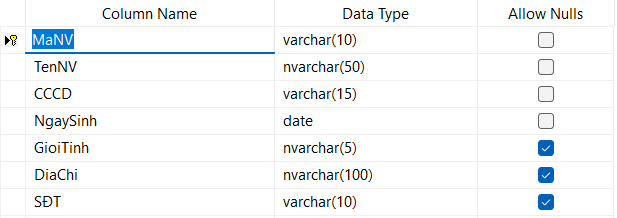 Column Name Data Type Allow Nulls
MaNV varchar(10)
TenNV nvarchar(50)
CCCD varchar(15)
NgaySinh date
GioiTinh nvarchar(5)
DiaChi nvarchar(100)
SĐT varchar(10)